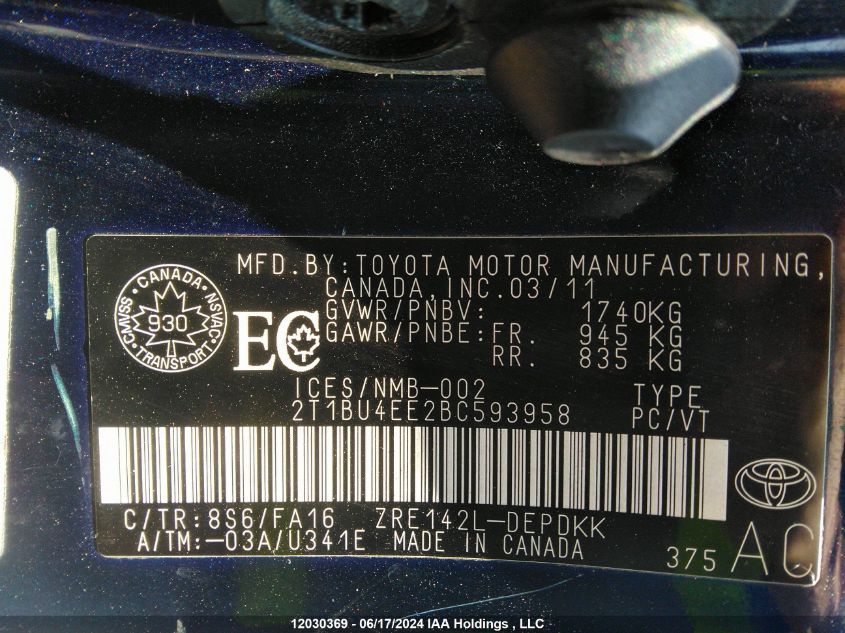 MFD.BY:TOYOTA MOTOR MANUFACTURING,
CANADA,INC.03/11
GVWR/PNBV: 1740KG
GAWR/PNBE:FR. 945 KG
RR. 835 KG
CANADA
CMVSS 930 NSVAC
TRANSPORT
EC
ICES/NMB-002 TYPE
2T1BU4EE2BC593958 PC/VT
C/TR:8S6/FA16 ZRE142L-DEPDKK
A/TM:-03A/U341E MADE IN CANADA
375 AC
12030369 - 06/17/2024 IAA Holdings , LLC